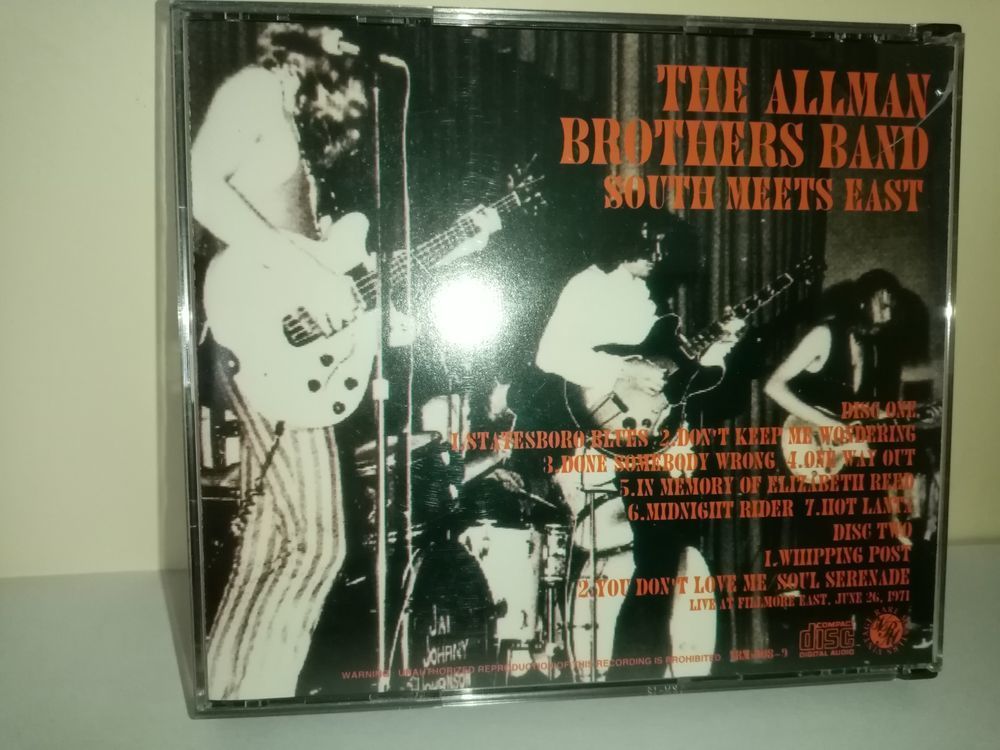 THE ALLMAN
BROTHERS BAND
SOUTH MEETS EAST
DISC ONE
1.STATESBORO BLUES 2.DON'T KEEP ME WONDERING
3.DONE SOMEBODY WRONG 4.ONE WAY OUT
5.IN MEMORY OF ELIZABETH REED
6.MIDNIGHT RIDER 7.HOT LANTA
DISC TWO
1.WHIPPING POST
2.YOU DON'T LOVE ME/SOUL SERENADE
LIVE AT FILLMORE EAST, JUNE 26, 1971
JAI
JOHNNY
JOHNSON
COMPACT
disc
DIGITAL AUDIO
WARNING: UNAUTHORIZED REPRODUCTION OF THIS RECORDING IS PROHIBITED